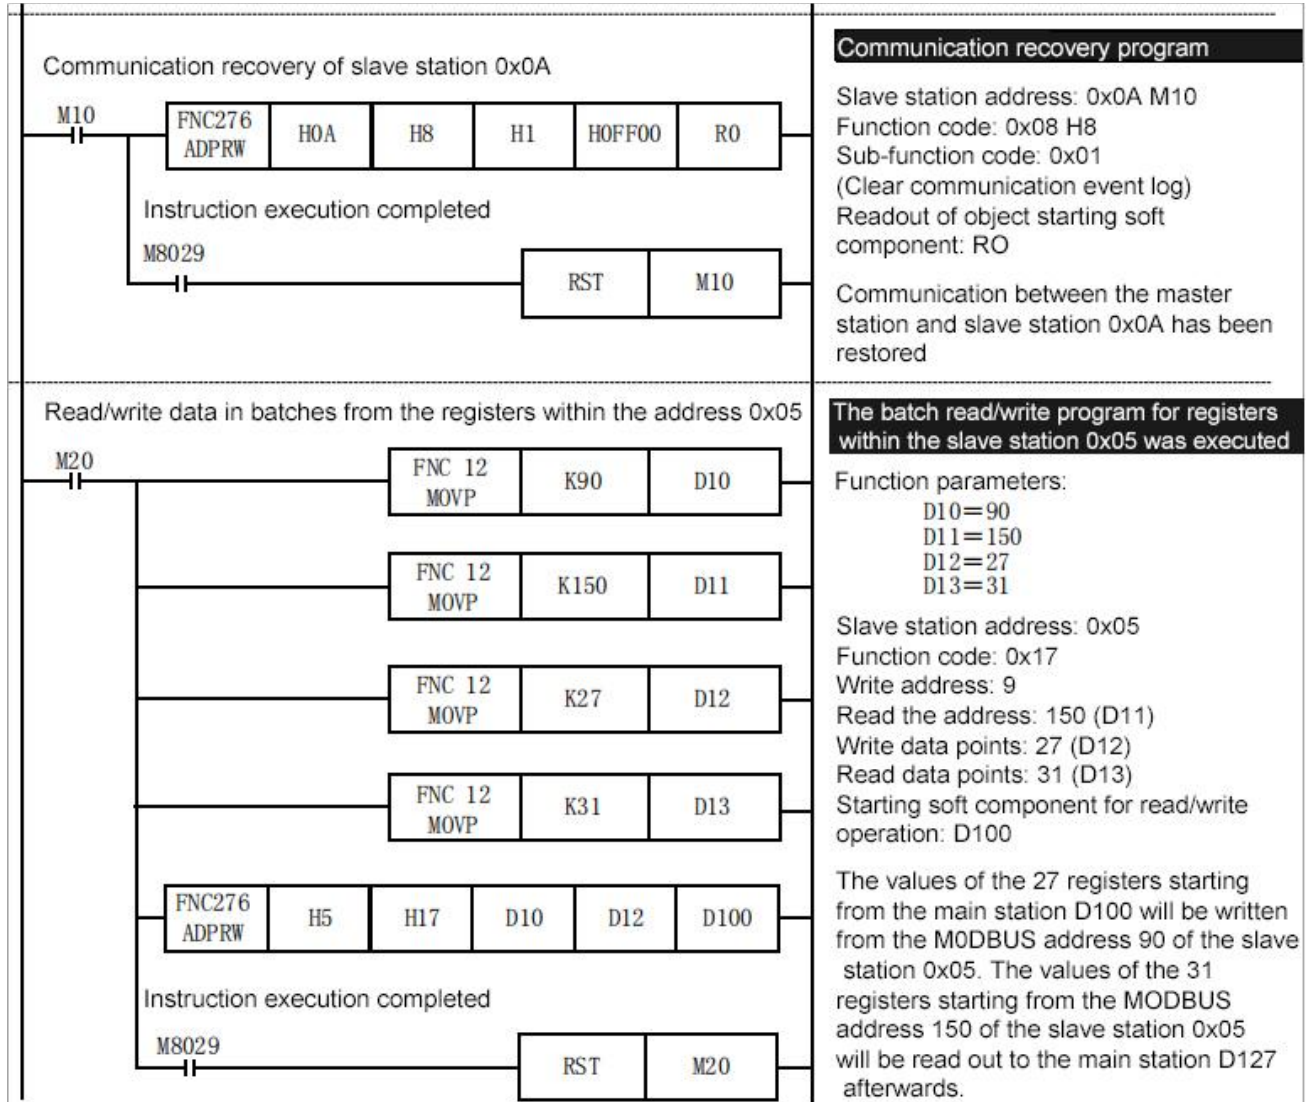 Communication recovery of slave station 0x0A
M10
FNC276
ADPRW
H0A
H8
H1
H0FF00
R0
Instruction execution completed
M8029
RST
M10
Communication recovery program
Slave station address: 0x0A M10
Function code: 0x08 H8
Sub-function code: 0x01
(Clear communication event log)
Readout of object starting soft
component: RO
Communication between the master
station and slave station 0x0A has been
restored
Read/write data in batches from the registers within the address 0x05
M20
FNC 12
MOVP
K90
D10
FNC 12
MOVP
K150
D11
FNC 12
MOVP
K27
D12
FNC 12
MOVP
K31
D13
FNC276
ADPRW
H5
H17
D10
D12
D100
Instruction execution completed
M8029
RST
M20
The batch read/write program for registers
within the slave station 0x05 was executed
Function parameters:
D10=90
D11=150
D12=27
D13=31
Slave station address: 0x05
Function code: 0x17
Write address: 9
Read the address: 150 (D11)
Write data points: 27 (D12)
Read data points: 31 (D13)
Starting soft component for read/write
operation: D100
The values of the 27 registers starting
from the main station D100 will be written
from the M0DBUS address 90 of the slave
station 0x05. The values of the 31
registers starting from the MODBUS
address 150 of the slave station 0x05
will be read out to the main station D127
afterwards.